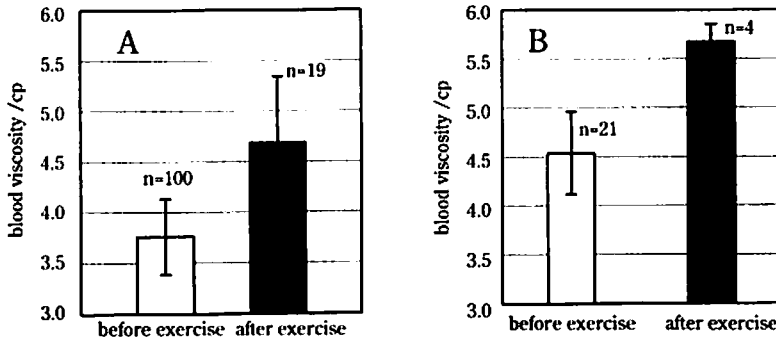 A
blood viscosity /cp
6.0
5.5
5.0
4.5
4.0
3.5
3.0
n=100
n=19
before exercise after exercise
B
blood viscosity /cp
6.0
5.5
5.0
4.5
4.0
3.5
3.0
n=21
n=4
before exercise after exercise